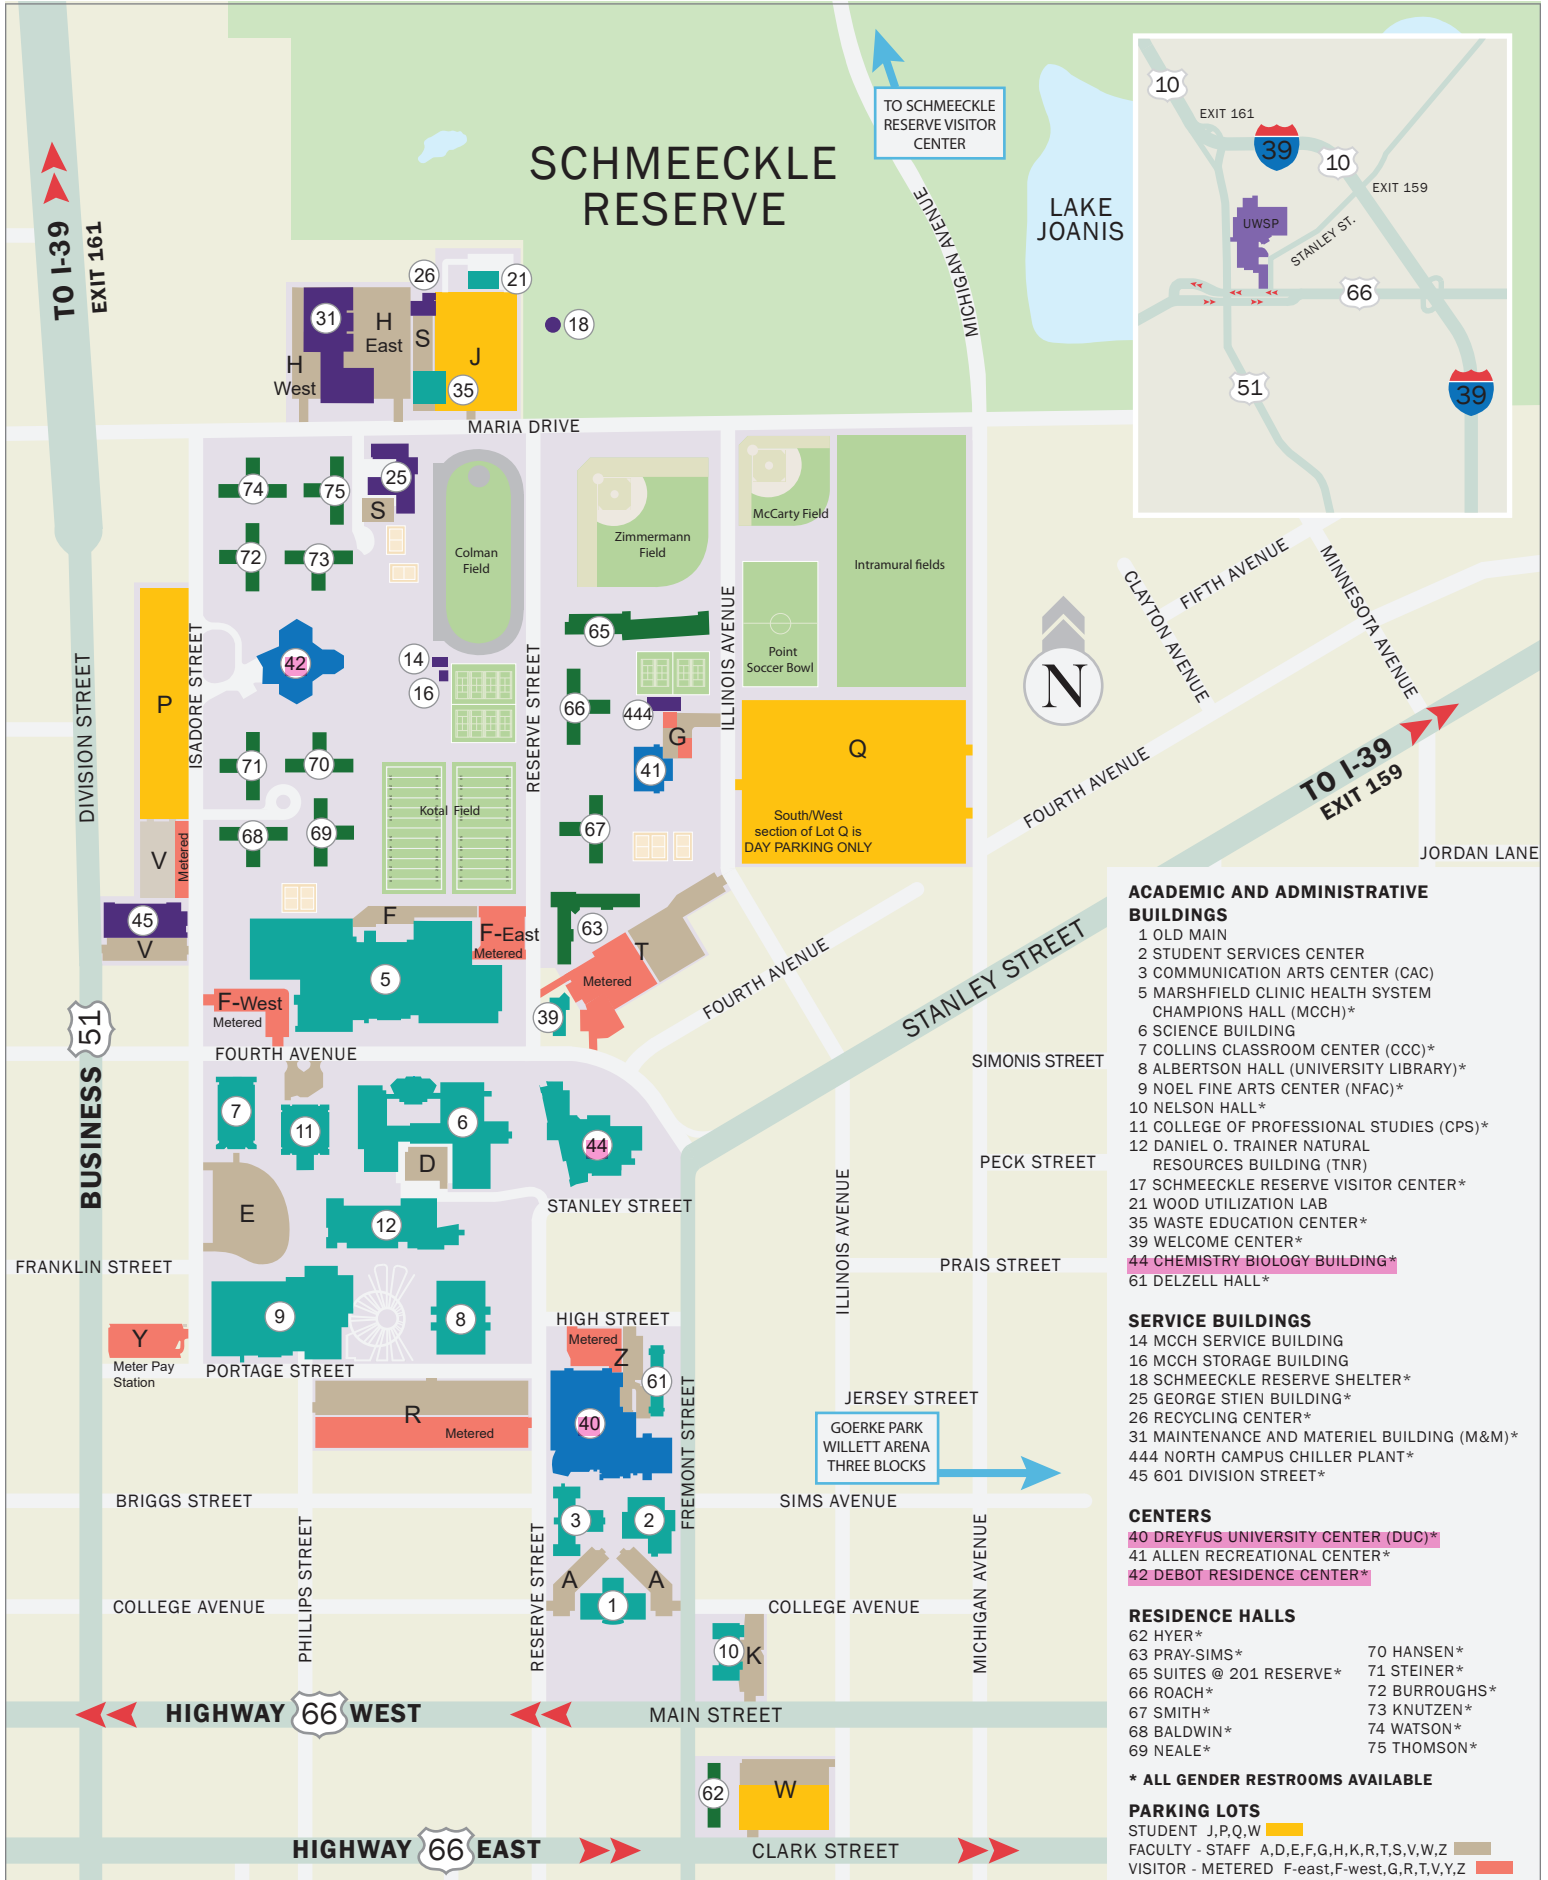 SCHMEECKLE
RESERVE
TO SCHMEECKLE
RESERVE VISITOR
CENTER
MICHIGAN AVENUE
LAKE
JOANIS
10
EXIT 161
39
10
EXIT 159
UWSP
STANLEY ST.
66
51
39
TO I-39
EXIT 161
26
21
31
H
East
S
J
18
H
West
35
MARIA DRIVE
74
75
25
S
72
73
Colman
Field
Zimmermann
Field
McCarty Field
Intramural fields
Point
Soccer Bowl
CLAYTON AVENUE
FIFTH AVENUE
MINNESOTA AVENUE
N
DIVISION STREET
ISADORE STREET
P
42
14
16
65
66
444
G
41
ILLINOIS AVENUE
RESERVE STREET
Q
South/West
section of Lot Q is
DAY PARKING ONLY
FOURTH AVENUE
TO I-39
EXIT 159
JORDAN LANE
71
70
Kotal Field
68
69
67
V
Metered
45
V
F
F-East
Metered
63
T
Metered
5
F-West
Metered
39
FOURTH AVENUE
STANLEY STREET
51
BUSINESS
FOURTH AVENUE
SIMONIS STREET
7
11
6
D
44
PECK STREET
E
12
STANLEY STREET
ILLINOIS AVENUE
FRANKLIN STREET
PRAIS STREET
9
8
HIGH STREET
Metered
Z
61
Y
Meter Pay
Station
PORTAGE STREET
R
Metered
40
FREMONT STREET
JERSEY STREET
GOERKE PARK
WILLETT ARENA
THREE BLOCKS
BRIGGS STREET
SIMS AVENUE
3
2
PHILLIPS STREET
RESERVE STREET
MICHIGAN AVENUE
A
A
1
COLLEGE AVENUE
COLLEGE AVENUE
10
K
HIGHWAY 66 WEST
MAIN STREET
62
W
HIGHWAY 66 EAST
CLARK STREET
ACADEMIC AND ADMINISTRATIVE
BUILDINGS
1 OLD MAIN
2 STUDENT SERVICES CENTER
3 COMMUNICATION ARTS CENTER (CAC)
5 MARSHFIELD CLINIC HEALTH SYSTEM
CHAMPIONS HALL (MCCH)*
6 SCIENCE BUILDING
7 COLLINS CLASSROOM CENTER (CCC)*
8 ALBERTSON HALL (UNIVERSITY LIBRARY)*
9 NOEL FINE ARTS CENTER (NFAC)*
10 NELSON HALL*
11 COLLEGE OF PROFESSIONAL STUDIES (CPS)*
12 DANIEL O. TRAINER NATURAL
RESOURCES BUILDING (TNR)
17 SCHMEECKLE RESERVE VISITOR CENTER*
21 WOOD UTILIZATION LAB
35 WASTE EDUCATION CENTER*
39 WELCOME CENTER*
44 CHEMISTRY BIOLOGY BUILDING*
61 DELZELL HALL*
SERVICE BUILDINGS
14 MCCH SERVICE BUILDING
16 MCCH STORAGE BUILDING
18 SCHMEECKLE RESERVE SHELTER*
25 GEORGE STIEN BUILDING*
26 RECYCLING CENTER*
31 MAINTENANCE AND MATERIEL BUILDING (M&M)*
444 NORTH CAMPUS CHILLER PLANT*
45 601 DIVISION STREET*
CENTERS
40 DREYFUS UNIVERSITY CENTER (DUC)*
41 ALLEN RECREATIONAL CENTER*
42 DEBOT RESIDENCE CENTER*
RESIDENCE HALLS
62 HYER*
63 PRAY-SIMS*
65 SUITES @ 201 RESERVE*
66 ROACH*
67 SMITH*
68 BALDWIN*
69 NEALE*
70 HANSEN*
71 STEINER*
72 BURROUGHS*
73 KNUTZEN*
74 WATSON*
75 THOMSON*
* ALL GENDER RESTROOMS AVAILABLE
PARKING LOTS
STUDENT J,P,Q,W
FACULTY - STAFF A,D,E,F,G,H,K,R,T,S,V,W,Z
VISITOR - METERED F-east,F-west,G,R,T,V,Y,Z